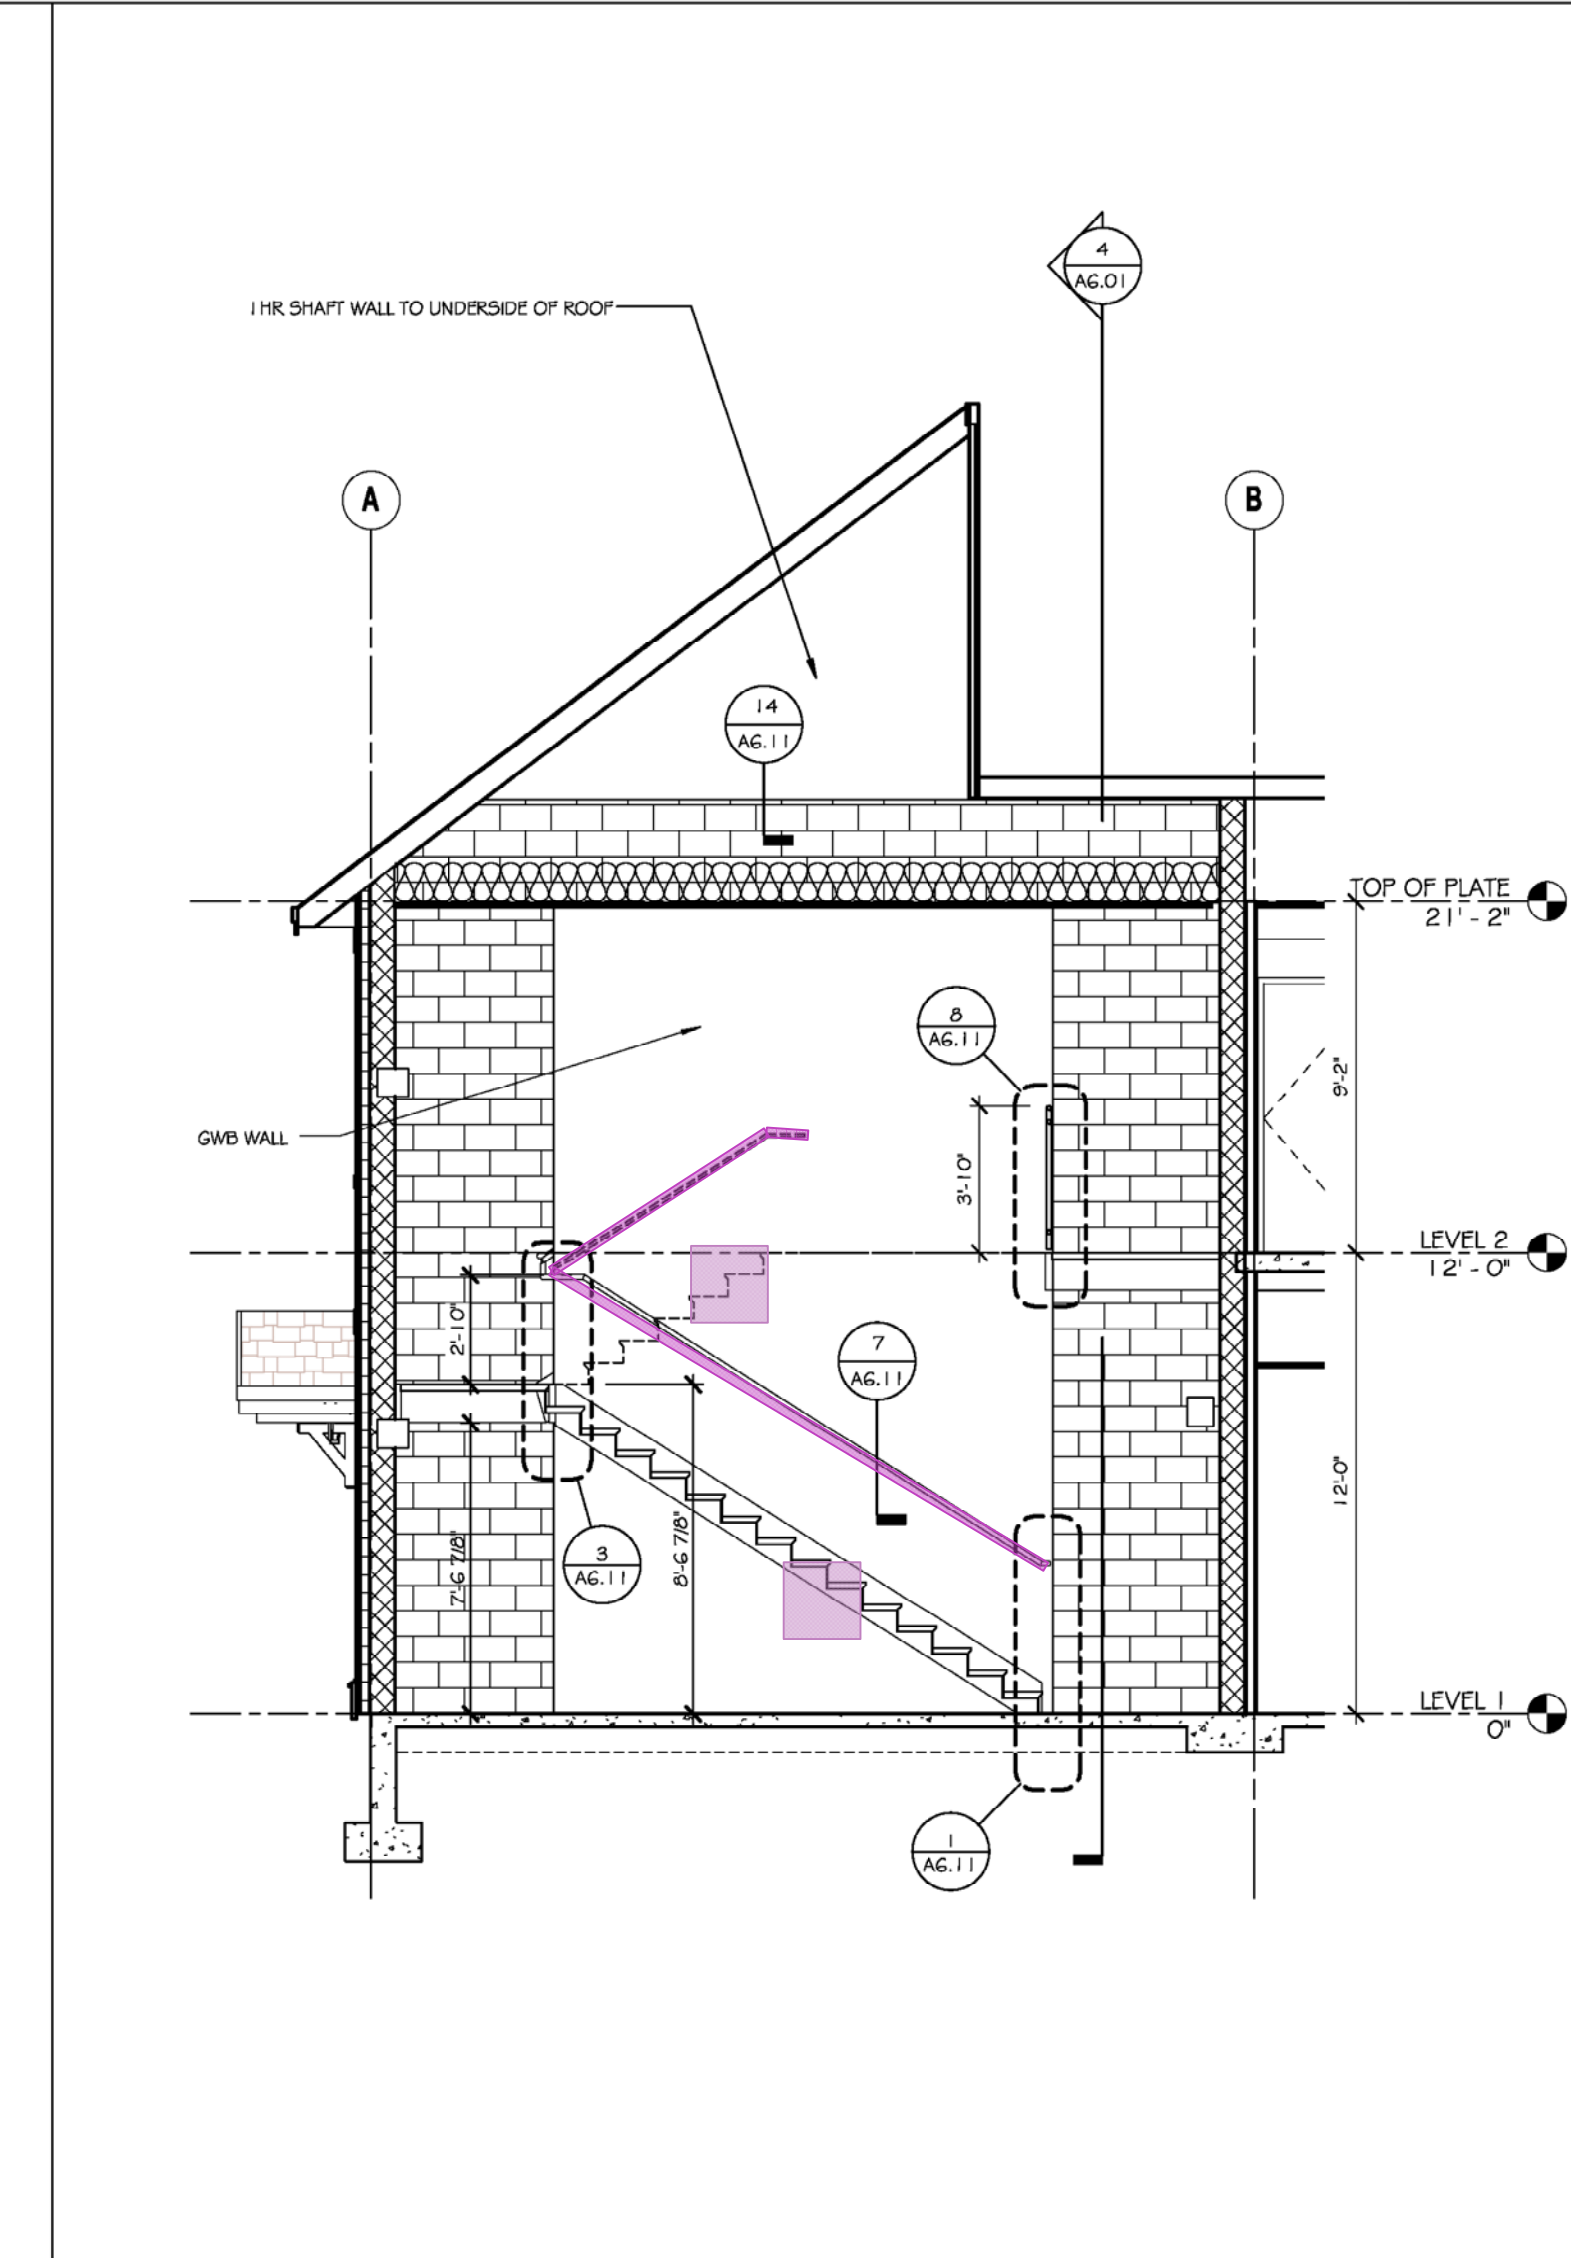 4
A6.01
1 HR SHAFT WALL TO UNDERSIDE OF ROOF
A
B
14
A6.11
TOP OF PLATE
21' - 2"
8
A6.11
9'-2"
GWB WALL
3'-10"
LEVEL 2
12' - 0"
2'-10"
7
A6.11
12'-0"
3
A6.11
7'-6 7/8"
8'-6 7/8"
LEVEL 1
0"
1
A6.11